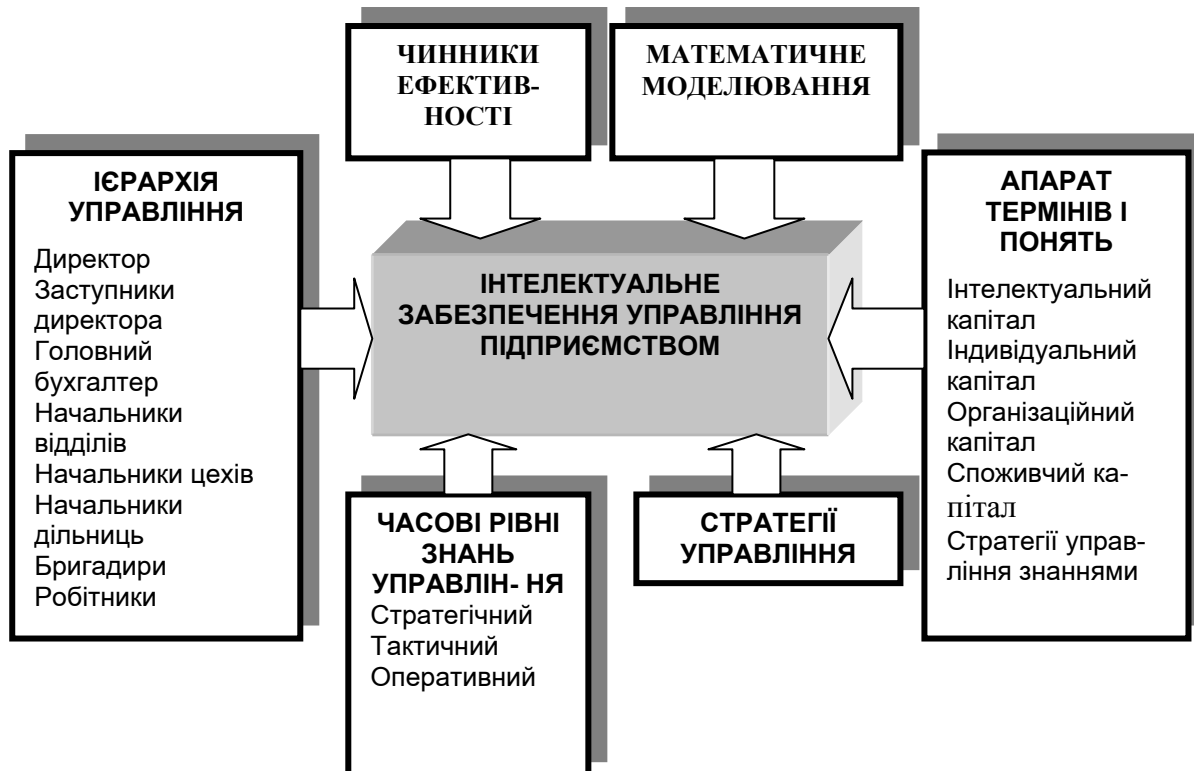 ЧИННИКИ
ЕФЕКТИВ-
НОСТІ
МАТЕМАТИЧНЕ
МОДЕЛЮВАННЯ
ІЄРАРХІЯ
УПРАВЛІННЯ
Директор
Заступники
директора
Головний
бухгалтер
Начальники
відділів
Начальники цехів
Начальники
дільниць
Бригадири
Робітники
ІНТЕЛЕКТУАЛЬНЕ
ЗАБЕЗПЕЧЕННЯ УПРАВЛІННЯ
ПІДПРИЄМСТВОМ
АПАРАТ
ТЕРМІНІВ І
ПОНЯТЬ
Інтелектуальний
капітал
Індивідуальний
капітал
Організаційний
капітал
Споживчий ка-
пітал
Стратегії управ-
ління знаннями
ЧАСОВІ РІВНІ
ЗНАНЬ
УПРАВЛІН- НЯ
Стратегічний
Тактичний
Оперативний
СТРАТЕГІЇ
УПРАВЛІННЯ